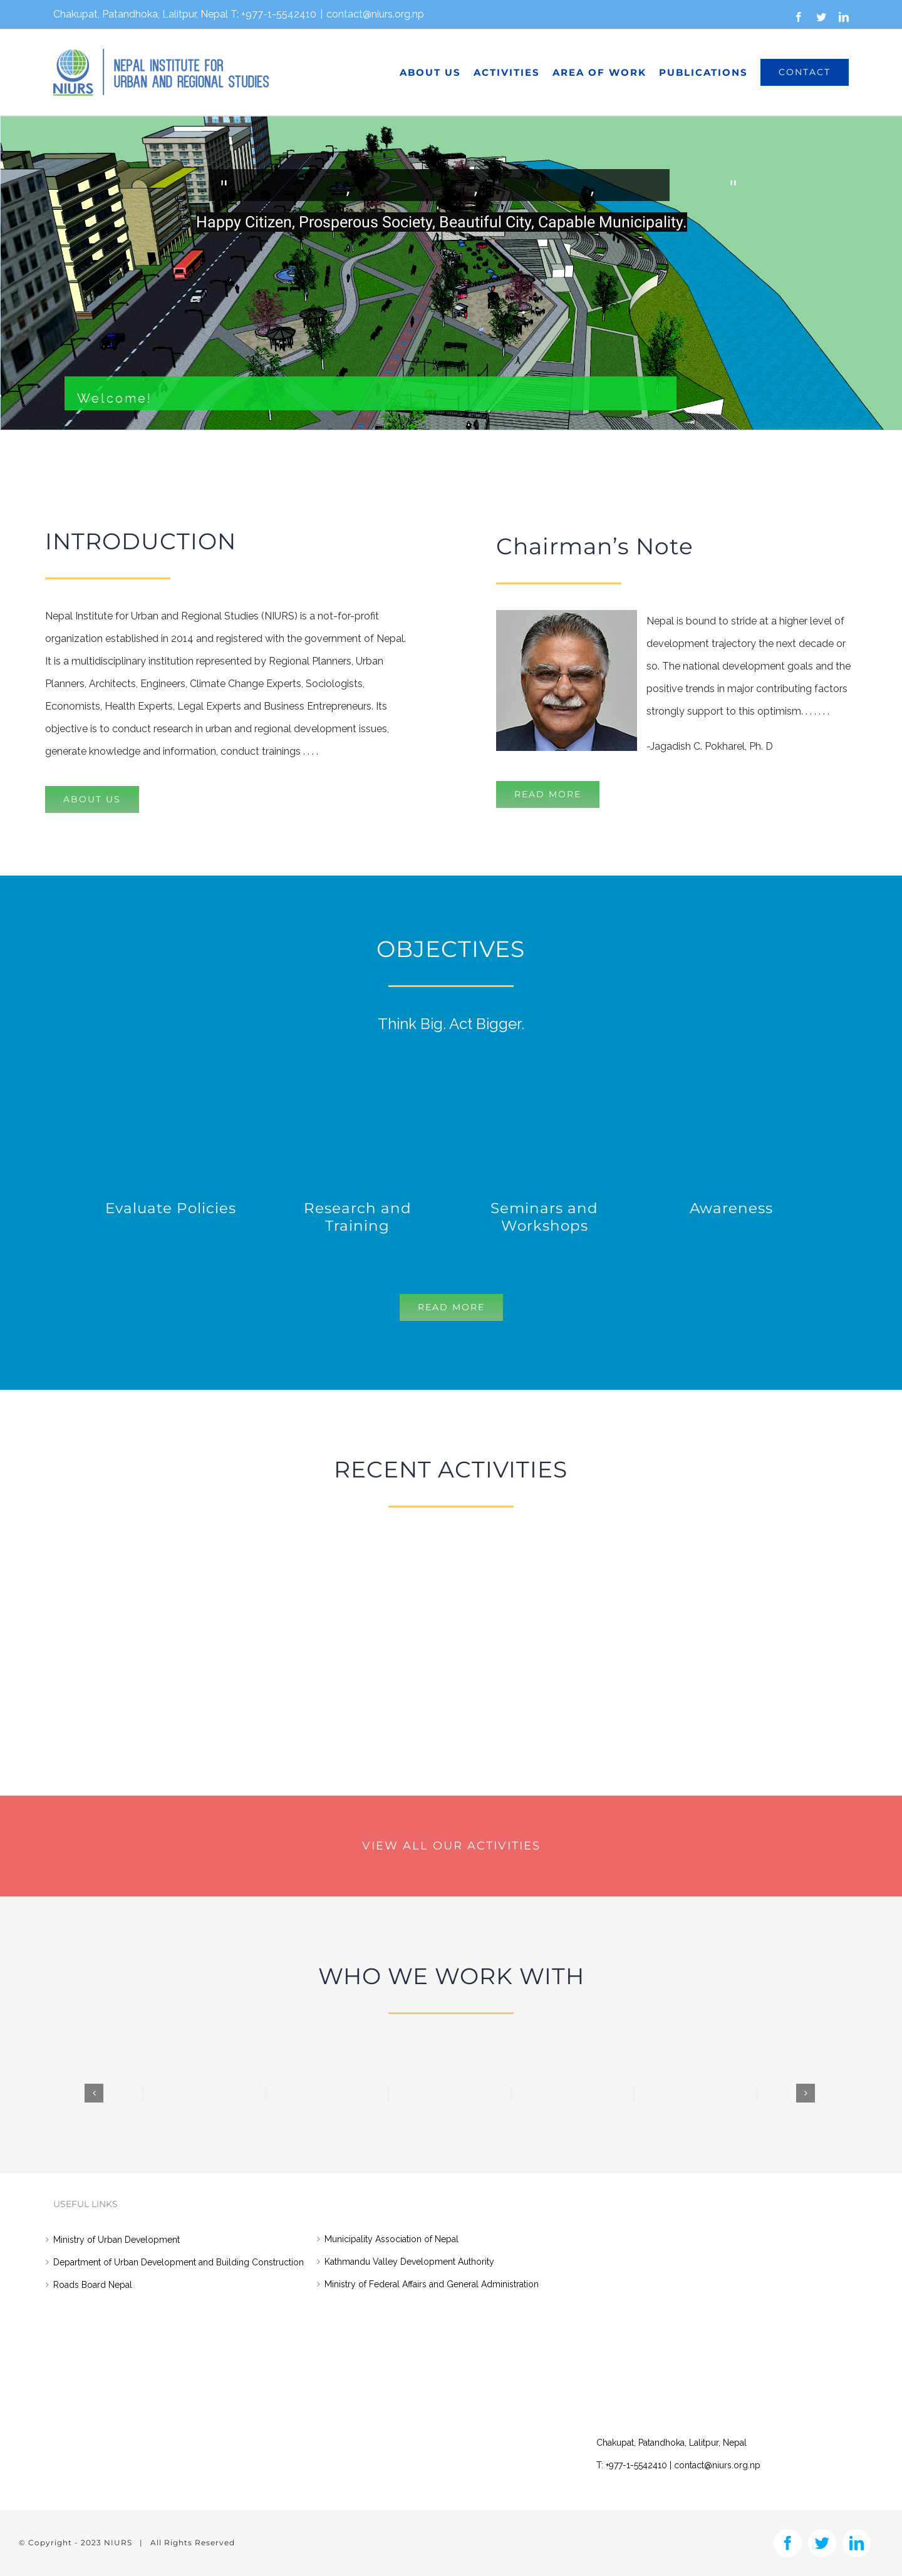 Chakupat, Patandhoka, Lalitpur, Nepal T: +977-1-5542410 | contact@niurs.org.np
NIURS
NEPAL INSTITUTE FOR
URBAN AND REGIONAL STUDIES
ABOUT US ACTIVITIES AREA OF WORK PUBLICATIONS CONTACT
" , , , "
Happy Citizen, Prosperous Society, Beautiful City, Capable Municipality.
Welcome!
INTRODUCTION
Nepal Institute for Urban and Regional Studies (NIURS) is a not-for-profit
organization established in 2014 and registered with the government of Nepal.
It is a multidisciplinary institution represented by Regional Planners, Urban
Planners, Architects, Engineers, Climate Change Experts, Sociologists,
Economists, Health Experts, Legal Experts and Business Entrepreneurs. Its
objective is to conduct research in urban and regional development issues,
generate knowledge and information, conduct trainings . . . .
ABOUT US
Chairman’s Note
Nepal is bound to stride at a higher level of
development trajectory the next decade or
so. The national development goals and the
positive trends in major contributing factors
strongly support to this optimism. . . . . . .
-Jagadish C. Pokharel, Ph. D
READ MORE
OBJECTIVES
Think Big. Act Bigger.
Evaluate Policies
Research and
Training
Seminars and
Workshops
Awareness
READ MORE
RECENT ACTIVITIES
VIEW ALL OUR ACTIVITIES
WHO WE WORK WITH
USEFUL LINKS
Ministry of Urban Development
Department of Urban Development and Building Construction
Roads Board Nepal
Municipality Association of Nepal
Kathmandu Valley Development Authority
Ministry of Federal Affairs and General Administration
Chakupat, Patandhoka, Lalitpur, Nepal
T: +977-1-5542410 | contact@niurs.org.np
© Copyright - 2023 NIURS | All Rights Reserved